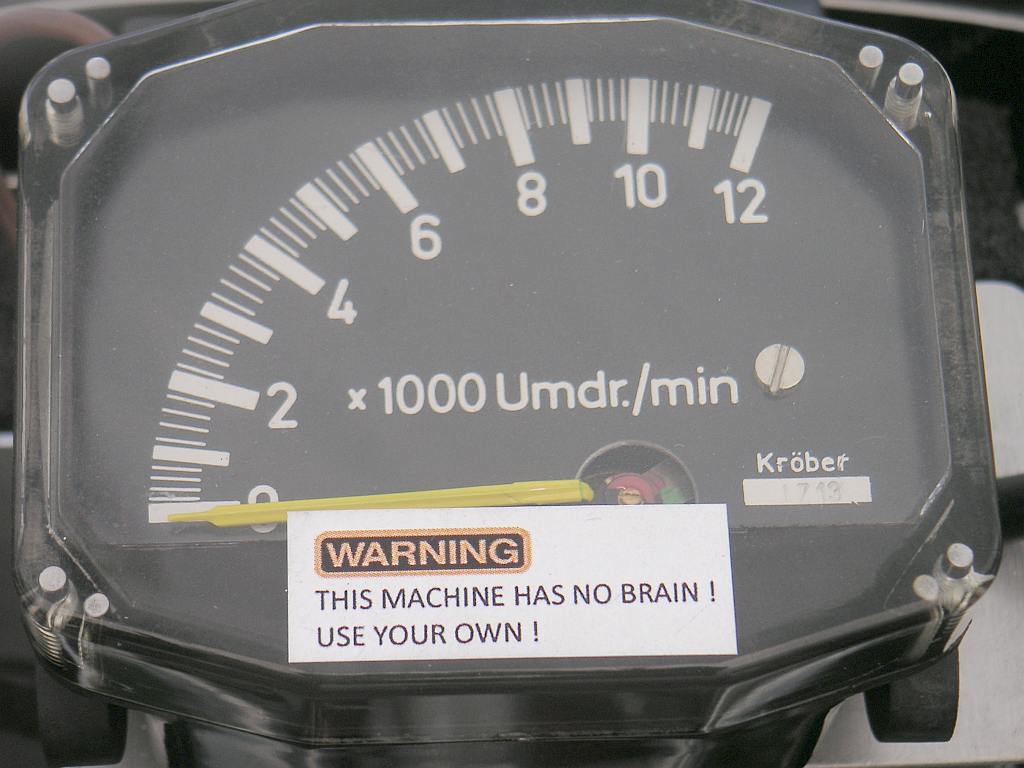 8
10
12
6
4
2
0
x 1000 Umdr./min
Kröber
1713
WARNING
THIS MACHINE HAS NO BRAIN !
USE YOUR OWN !